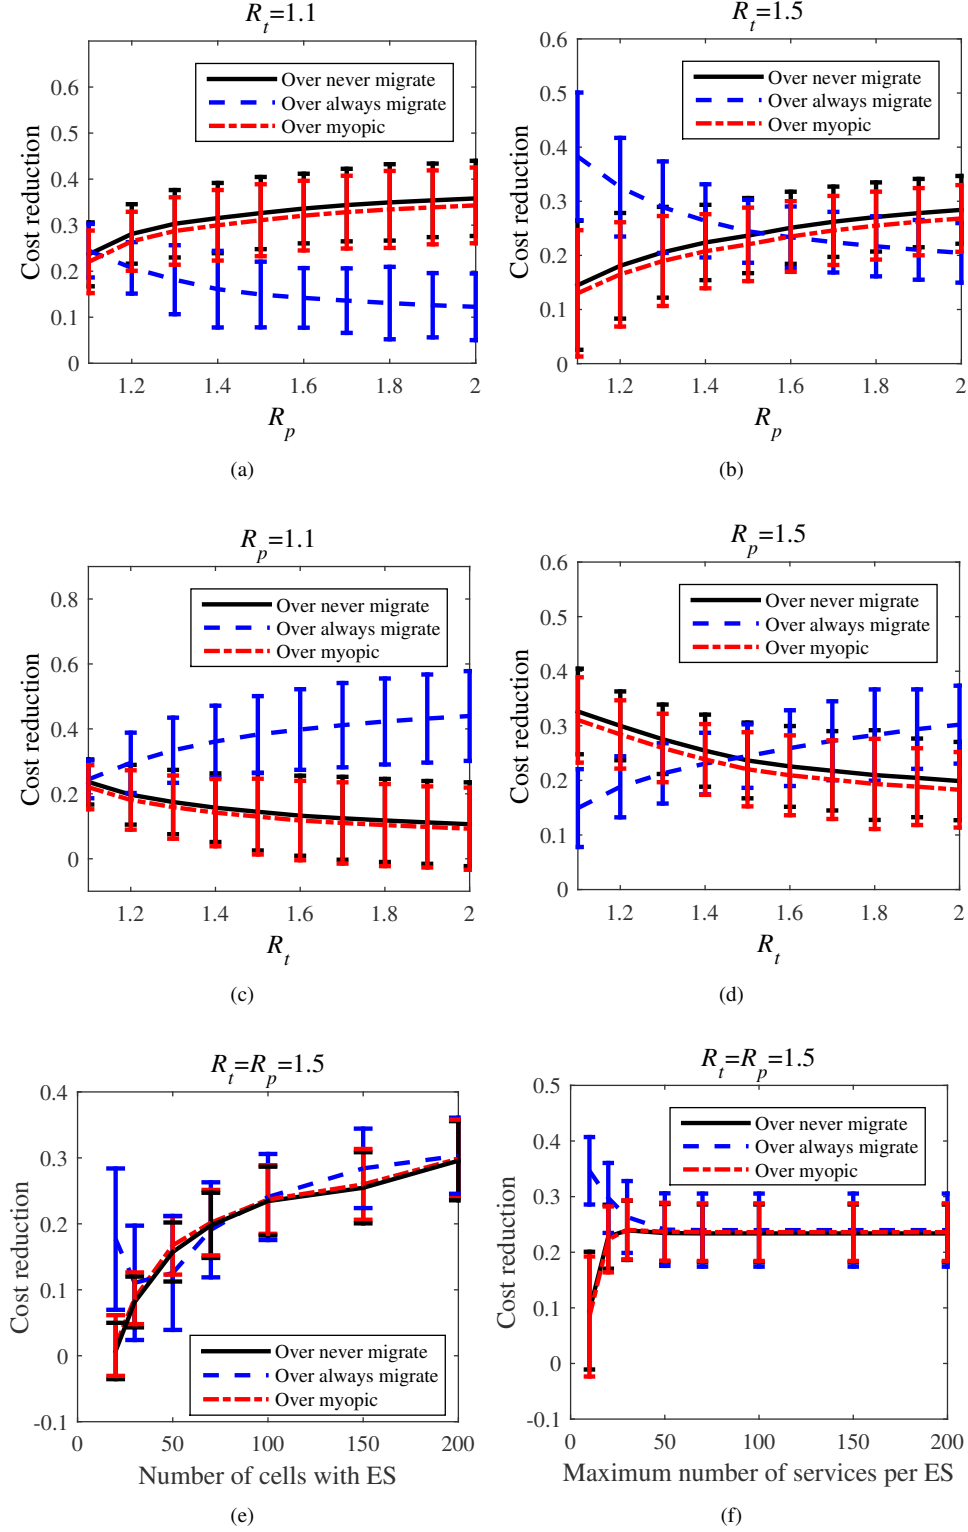 R_t=1.1
Cost reduction
0.6
0.5
0.4
0.3
0.2
0.1
0
Over never migrate
Over always migrate
Over myopic
1.2 1.4 1.6 1.8 2
R_p
(a)
R_t=1.5
Cost reduction
0.6
0.5
0.4
0.3
0.2
0.1
0
Over never migrate
Over always migrate
Over myopic
1.2 1.4 1.6 1.8 2
R_p
(b)
R_p=1.1
Cost reduction
0.8
0.6
0.4
0.2
0
Over never migrate
Over always migrate
Over myopic
1.2 1.4 1.6 1.8 2
R_t
(c)
R_p=1.5
Cost reduction
0.6
0.5
0.4
0.3
0.2
0.1
0
Over never migrate
Over always migrate
Over myopic
1.2 1.4 1.6 1.8 2
R_t
(d)
R_t=R_p=1.5
Cost reduction
0.4
0.3
0.2
0.1
0
-0.1
Over never migrate
Over always migrate
Over myopic
0 50 100 150 200
Number of cells with ES
(e)
R_t=R_p=1.5
Cost reduction
0.5
0.4
0.3
0.2
0.1
0
-0.1
Over never migrate
Over always migrate
Over myopic
0 50 100 150 200
Maximum number of services per ES
(f)